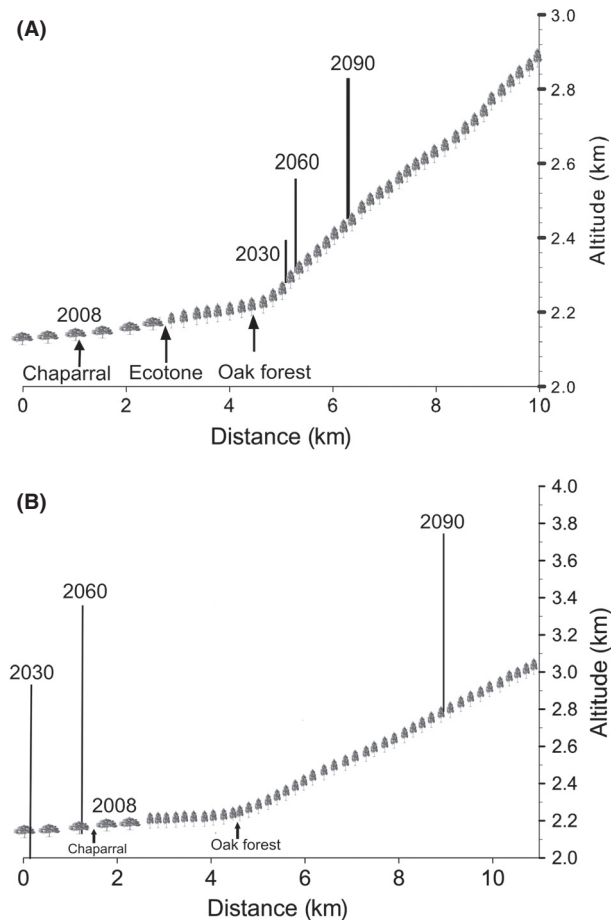 (A)
3.0
2090
2.8
2060
2.6
2030
2.4
2008
2.2
Chaparral Ecotone Oak forest
2.0
0 2 4 6 8 10
Distance (km)
Altitude (km)
(B)
4.0
2090
3.8
3.6
2060
3.4
3.2
2030
3.0
2.8
2.6
2.4
2008
2.2
Chaparral
Oak forest
2.0
0 2 4 6 8 10
Distance (km)
Altitude (km)